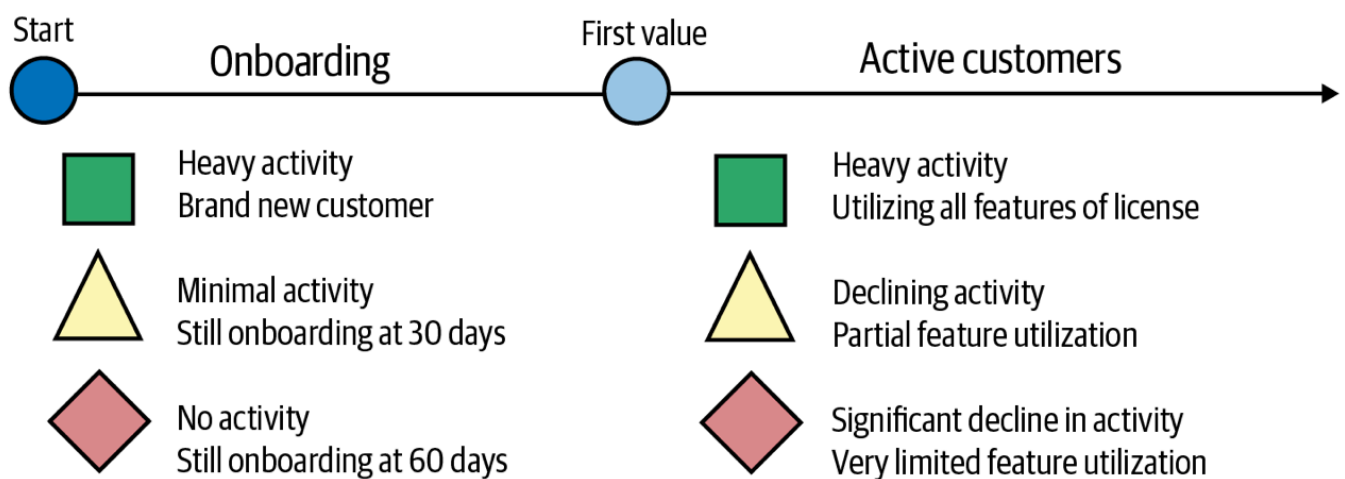 Start
Onboarding
First value
Active customers
Heavy activity
Brand new customer
Minimal activity
Still onboarding at 30 days
No activity
Still onboarding at 60 days
Heavy activity
Utilizing all features of license
Declining activity
Partial feature utilization
Significant decline in activity
Very limited feature utilization